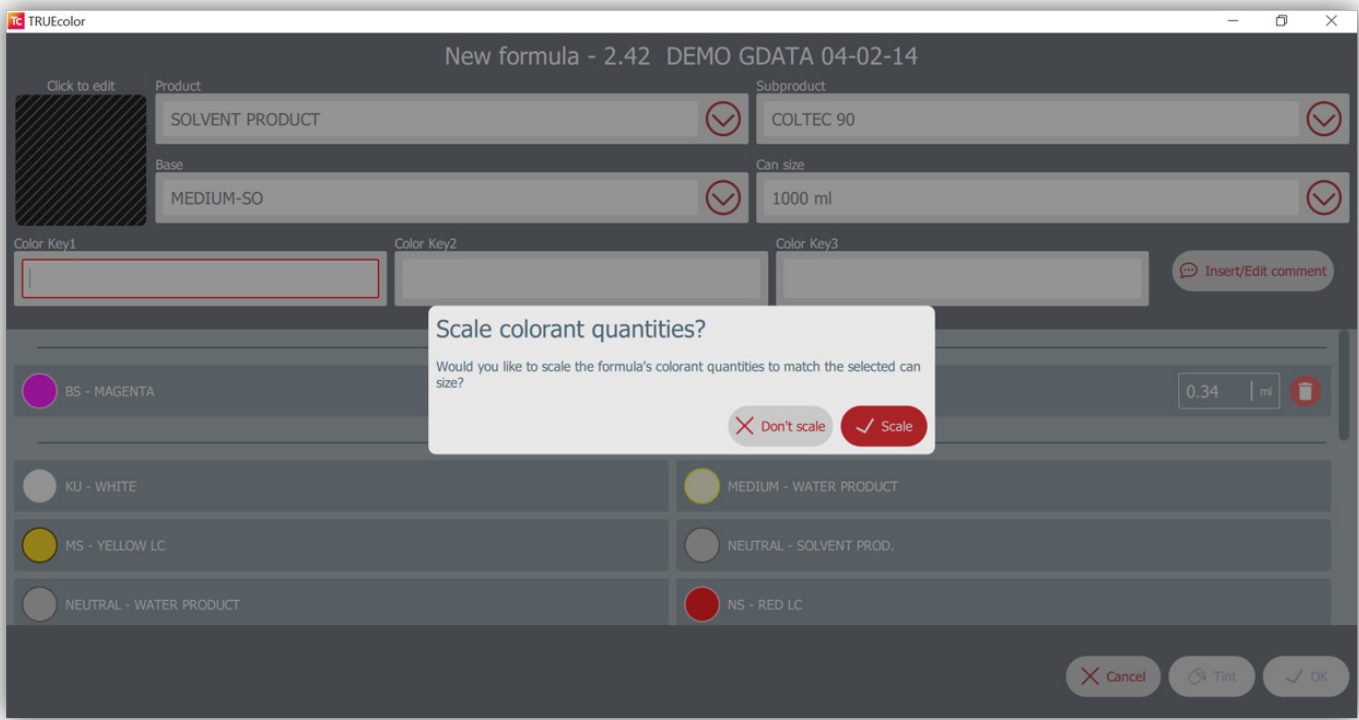 Tc TRUEcolor
New formula - 2.42 DEMO GDATA 04-02-14
Click to edit
Product
Subproduct
SOLVENT PRODUCT
COLTEC 90
Base
Can size
MEDIUM-SO
1000 ml
Color Key1
Color Key2
Color Key3
Insert/Edit comment
Scale colorant quantities?
Would you like to scale the formula's colorant quantities to match the selected can
size?
Don't scale
Scale
BS - MAGENTA
0.34 ml
KU - WHITE
MEDIUM - WATER PRODUCT
MS - YELLOW LC
NEUTRAL - SOLVENT PROD.
NEUTRAL - WATER PRODUCT
NS - RED LC
Cancel
Tint
OK